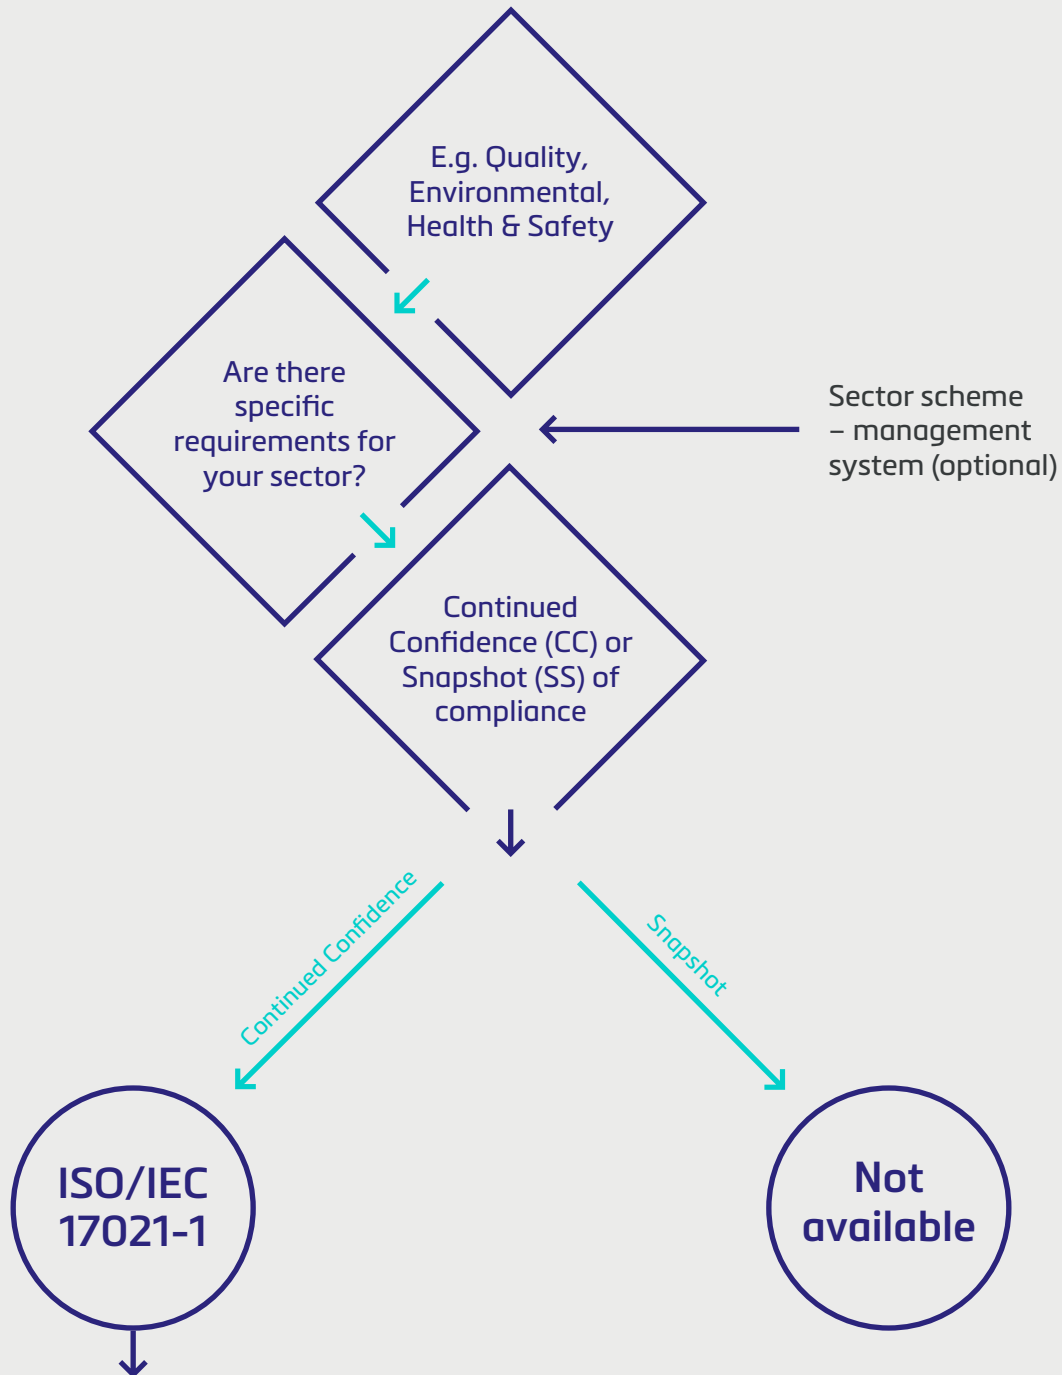 E.g. Quality,
Environmental,
Health & Safety
Are there
specific
requirements for
your sector?
Sector scheme
– management
system (optional)
Continued
Confidence (CC) or
Snapshot (SS) of
compliance
Continued Confidence
Snapshot
ISO/IEC
17021-1
Not
available